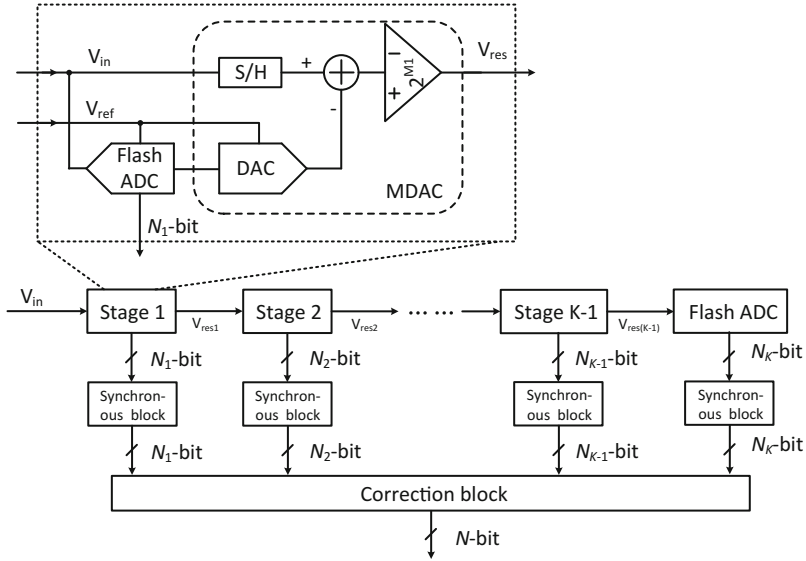 V_in
S/H
+
-
−
+
2^M1
V_res
V_ref
Flash
ADC
DAC
MDAC
N_1-bit
V_in
Stage 1
V_res1
Stage 2
V_res2
... ...
Stage K-1
V_res(K-1)
Flash ADC
N_1-bit
N_2-bit
N_K-1-bit
N_K-bit
Synchron-
ous block
Synchron-
ous block
Synchron-
ous block
Synchron-
ous block
N_1-bit
N_2-bit
N_K-1-bit
N_K-bit
Correction block
N-bit